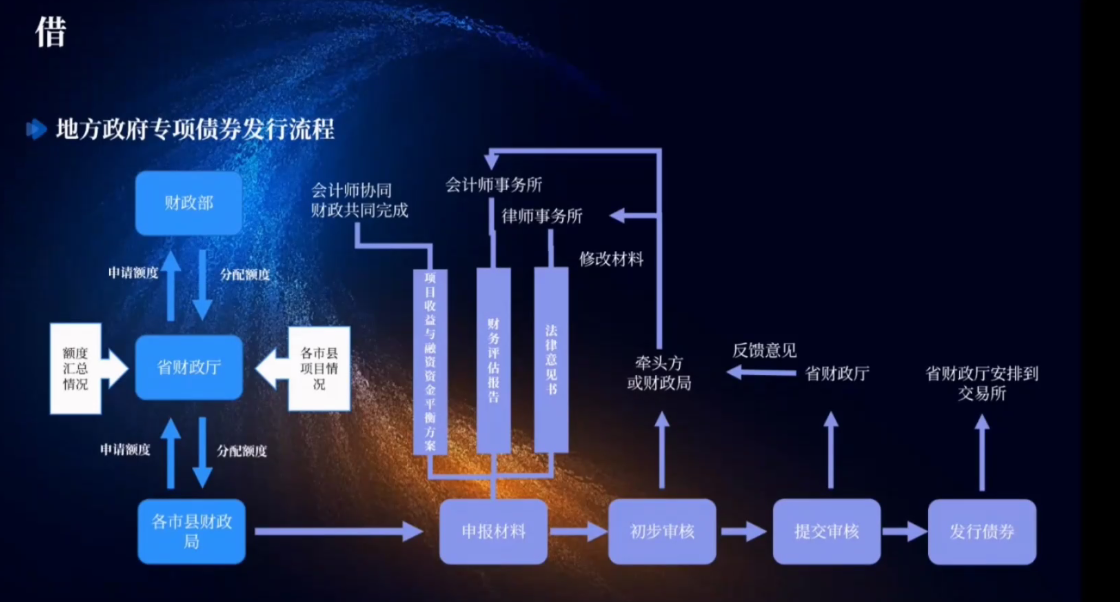 借
地方政府专项债券发行流程
财政部
申请额度
分配额度
额度
汇总
情况
省财政厅
各市县
项目情
况
申请额度
分配额度
各市县财政
局
会计师协同
财政共同完成
会计师事务所
律师事务所
修改材料
项目收益与融资资金平衡方案
财务评估报告
法律意见书
牵头方
或财政局
反馈意见
省财政厅
省财政厅安排到
交易所
申报材料
初步审核
提交审核
发行债券